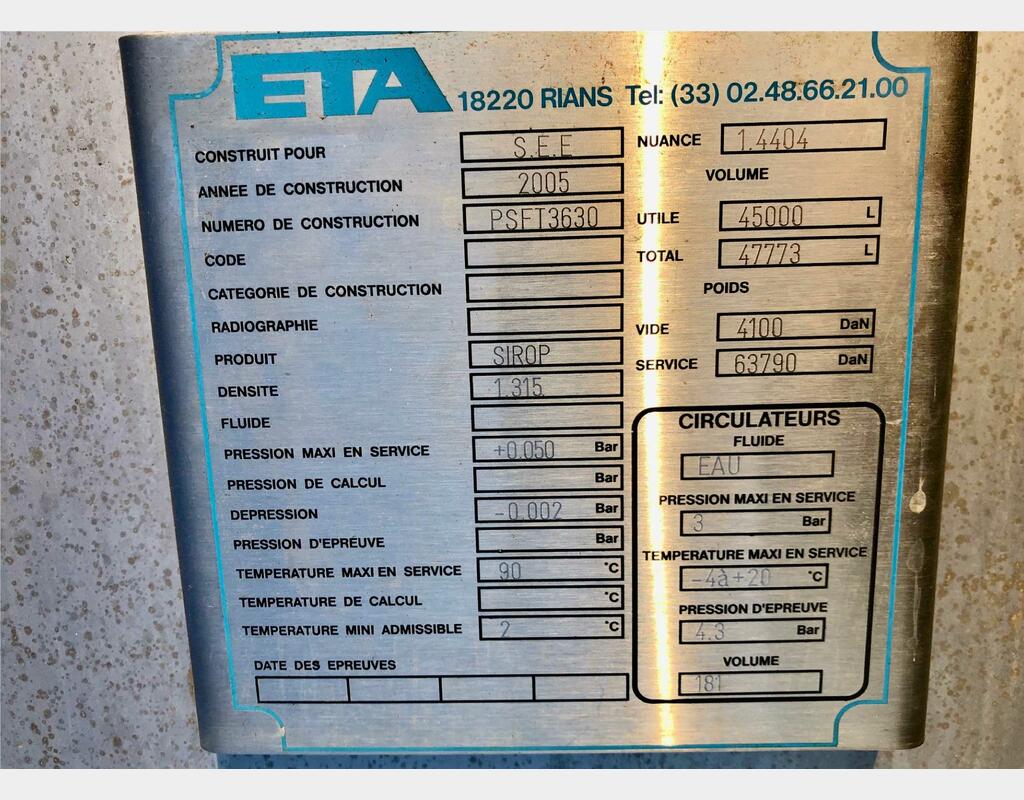 ETA 18220 RIANS Tel: (33) 02.48.66.21.00
CONSTRUIT POUR S.E.E
ANNEE DE CONSTRUCTION 2005
NUMERO DE CONSTRUCTION PSFT3630
CODE
CATEGORIE DE CONSTRUCTION
RADIOGRAPHIE
PRODUIT SIROP
DENSITE 1.315
FLUIDE
PRESSION MAXI EN SERVICE +0.050 Bar
PRESSION DE CALCUL Bar
DEPRESSION -0.002 Bar
PRESSION D'EPRÉUVE Bar
TEMPERATURE MAXI EN SERVICE 90 °C
TEMPERATURE DE CALCUL °C
TEMPERATURE MINI ADMISSIBLE 2 °C
DATE DES EPREUVES
NUANCE 1.4404
VOLUME
UTILE 45000 L
TOTAL 47773 L
POIDS
VIDE 4100 DaN
SERVICE 63790 DaN
CIRCULATEURS
FLUIDE
EAU
PRESSION MAXI EN SERVICE
3 Bar
TEMPERATURE MAXI EN SERVICE
-4à+20 °C
PRESSION D'EPREUVE
4.3 Bar
VOLUME
181